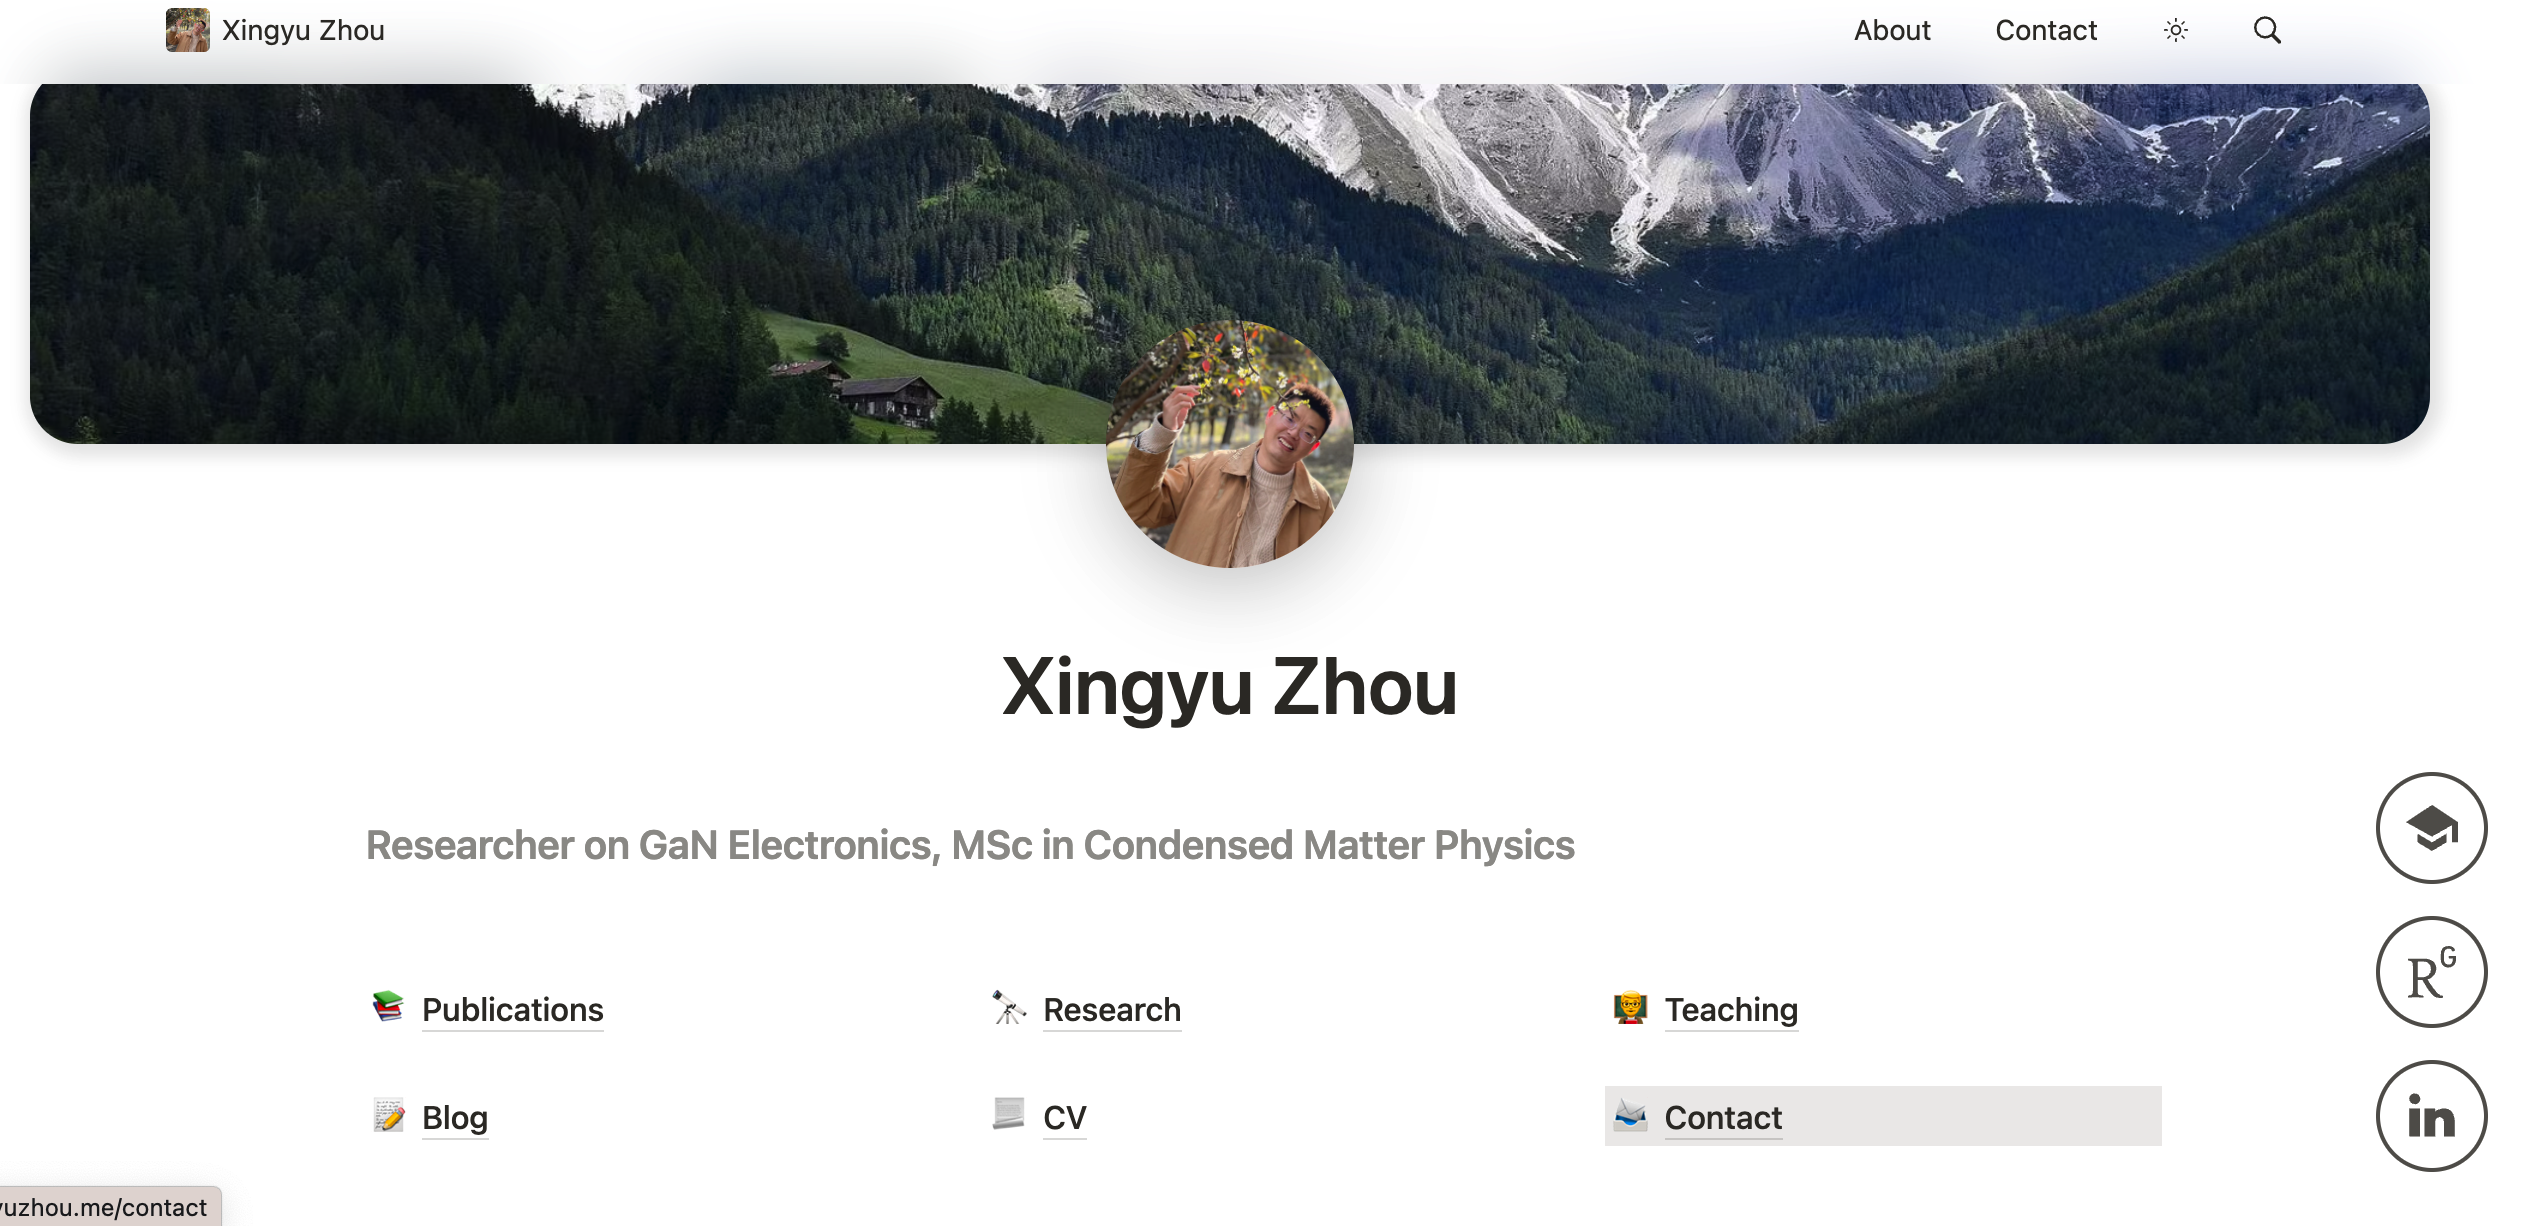 Xingyu Zhou
About Contact
Xingyu Zhou
Researcher on GaN Electronics, MSc in Condensed Matter Physics
Publications Research Teaching
Blog CV Contact
RG
in
yuzhou.me/contact